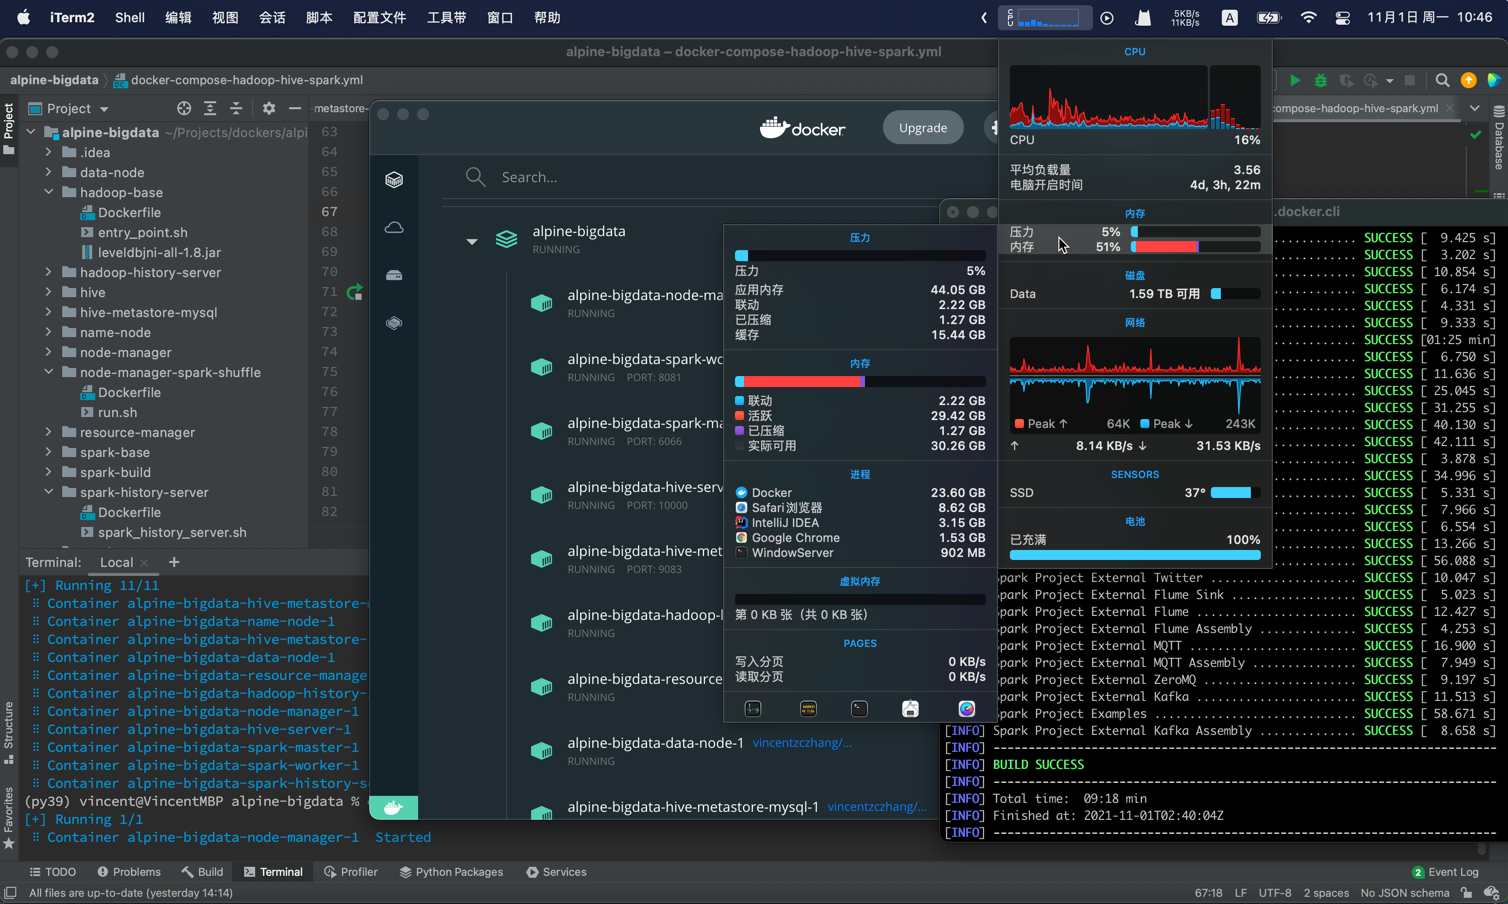 iTerm2 Shell 编辑 视图 会话 脚本 配置文件 工具带 窗口 帮助
CPU
5KB/s
11KB/s
A
11月1日 周一 10:46
alpine-bigdata – docker-compose-hadoop-hive-spark.yml
alpine-bigdata docker-compose-hadoop-hive-spark.yml
Project
Project
metastore-
compose-hadoop-hive-spark.yml
Database
alpine-bigdata ~/Projects/dockers/alpi
.idea
data-node
hadoop-base
Dockerfile
entry_point.sh
leveldbjni-all-1.8.jar
hadoop-history-server
hive
hive-metastore-mysql
name-node
node-manager
node-manager-spark-shuffle
Dockerfile
run.sh
resource-manager
spark-base
spark-build
spark-history-server
Dockerfile
spark_history_server.sh
63
64
65
66
67
68
69
70
71
72
73
74
75
76
77
78
79
80
81
82
docker
Upgrade
Search...
alpine-bigdata
RUNNING
alpine-bigdata-node-ma
RUNNING
alpine-bigdata-spark-wo
RUNNING PORT: 8081
alpine-bigdata-spark-ma
RUNNING PORT: 6066
alpine-bigdata-hive-serv
RUNNING PORT: 10000
alpine-bigdata-hive-met
RUNNING PORT: 9083
alpine-bigdata-hadoop-l
RUNNING
alpine-bigdata-resource
RUNNING
alpine-bigdata-data-node-1 vincentzczhang/...
RUNNING
alpine-bigdata-hive-metastore-mysql-1 vincentzczhang/...
压力
压力 5%
应用内存 44.05 GB
联动 2.22 GB
已压缩 1.27 GB
缓存 15.44 GB
内存
联动 2.22 GB
活跃 29.42 GB
已压缩 1.27 GB
实际可用 30.26 GB
进程
Docker 23.60 GB
Safari浏览器 8.62 GB
IntelliJ IDEA 3.15 GB
Google Chrome 1.53 GB
WindowServer 902 MB
虚拟内存
第 0 KB 张（共 0 KB 张）
PAGES
写入分页 0 KB/s
读取分页 0 KB/s
CPU
CPU 16%
平均负载量 3.56
电脑开启时间 4d, 3h, 22m
内存
压力 5%
内存 51%
磁盘
Data 1.59 TB 可用
网络
Peak ↑ 64K Peak ↓ 243K
↑ 8.14 KB/s ↓ 31.53 KB/s
SENSORS
SSD 37°
电池
已充满 100%
.docker.cli
............ SUCCESS [  9.425 s]
............ SUCCESS [  3.202 s]
............ SUCCESS [ 10.854 s]
............ SUCCESS [  6.174 s]
............ SUCCESS [  4.331 s]
............ SUCCESS [  9.333 s]
............ SUCCESS [01:25 min]
............ SUCCESS [  6.750 s]
............ SUCCESS [ 11.636 s]
............ SUCCESS [ 25.045 s]
............ SUCCESS [ 31.255 s]
............ SUCCESS [ 40.130 s]
............ SUCCESS [ 42.111 s]
............ SUCCESS [  3.878 s]
............ SUCCESS [ 34.996 s]
............ SUCCESS [  5.331 s]
............ SUCCESS [  7.966 s]
............ SUCCESS [  6.554 s]
............ SUCCESS [ 13.266 s]
............ SUCCESS [ 56.088 s]
park Project External Twitter .................. SUCCESS [ 10.047 s]
park Project External Flume Sink ............... SUCCESS [  5.023 s]
park Project External Flume .................... SUCCESS [ 12.427 s]
park Project External Flume Assembly ........... SUCCESS [  4.253 s]
park Project External MQTT ..................... SUCCESS [ 16.900 s]
park Project External MQTT Assembly ............ SUCCESS [  7.949 s]
park Project External ZeroMQ ................... SUCCESS [  9.197 s]
park Project External Kafka .................... SUCCESS [ 11.513 s]
park Project Examples .......................... SUCCESS [ 58.671 s]
[INFO] Spark Project External Kafka Assembly ........... SUCCESS [  8.658 s]
[INFO]
[INFO] BUILD SUCCESS
[INFO]
[INFO] Total time:  09:18 min
[INFO] Finished at: 2021-11-01T02:40:04Z
[INFO]
Terminal: Local
[+] Running 11/11
Container alpine-bigdata-hive-metastore-
Container alpine-bigdata-name-node-1
Container alpine-bigdata-hive-metastore-
Container alpine-bigdata-data-node-1
Container alpine-bigdata-resource-manage
Container alpine-bigdata-hadoop-history-
Container alpine-bigdata-node-manager-1
Container alpine-bigdata-hive-server-1
Container alpine-bigdata-spark-master-1
Container alpine-bigdata-spark-worker-1
Container alpine-bigdata-spark-history-s
(py39) vincent@VincentMBP alpine-bigdata %
[+] Running 1/1
Container alpine-bigdata-node-manager-1 Started
Structure
Favorites
TODO Problems Build Terminal Profiler Python Packages Services 2 Event Log
All files are up-to-date (yesterday 14:14) 67:18 LF UTF-8 2 spaces No JSON schema